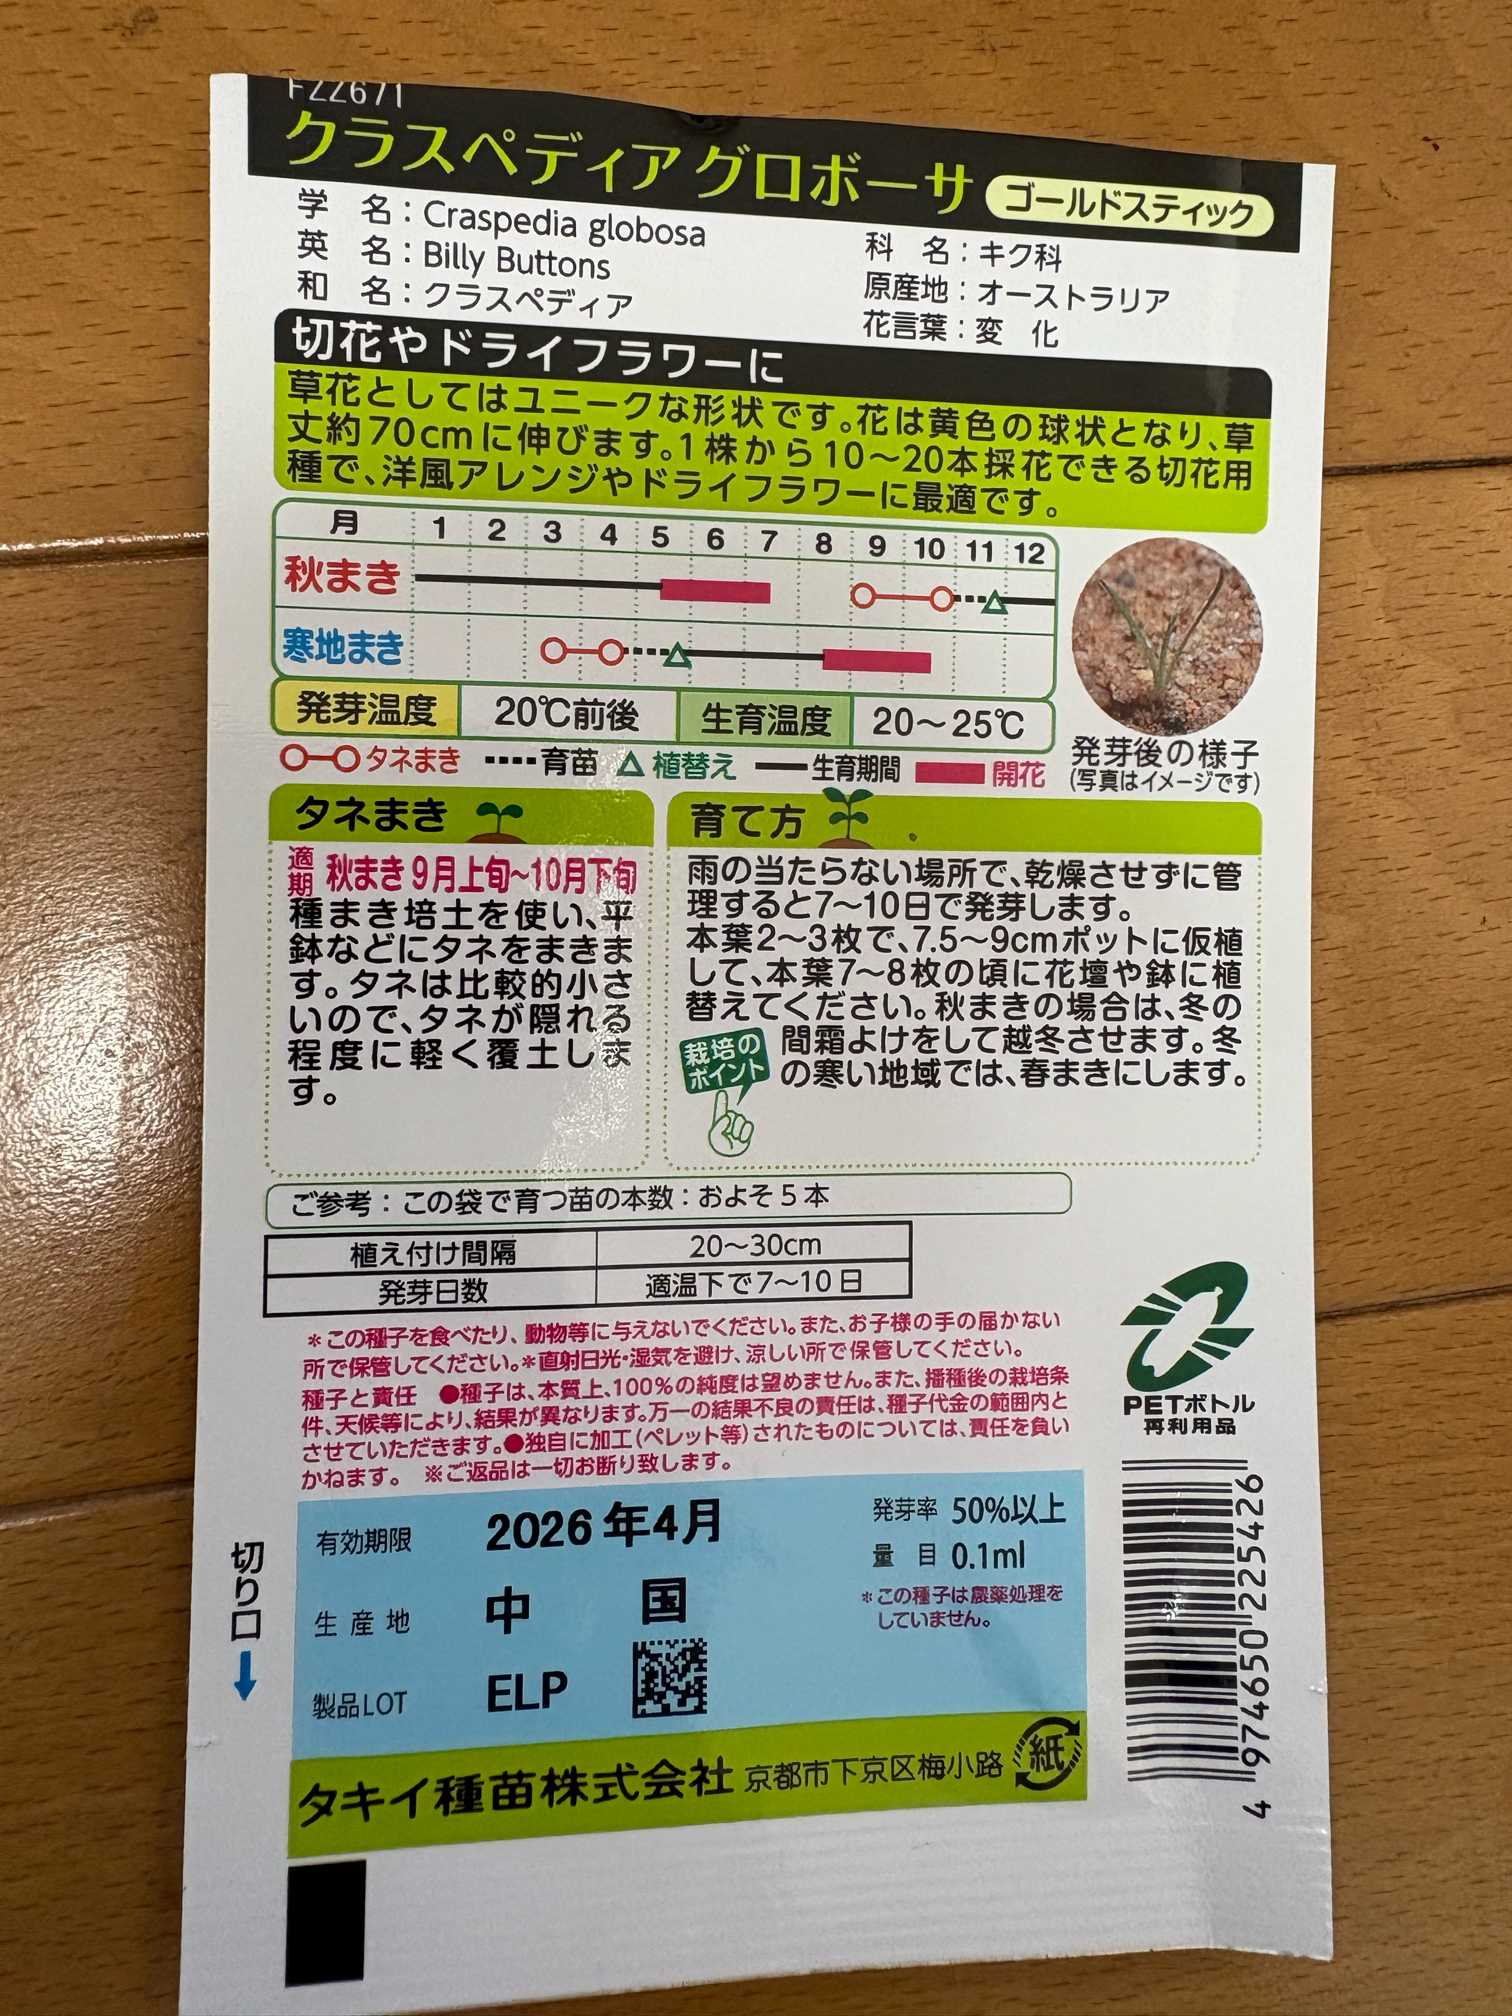 FZZ671
クラスペディア グロボーサ ゴールドスティック
学 名：Craspedia globosa
英 名：Billy Buttons
和 名：クラスペディア
科 名：キク科
原産地：オーストラリア
花言葉：変 化
切花やドライフラワーに
草花としてはユニークな形状です。花は黄色の球状となり、草
丈約70cmに伸びます。1株から10〜20本採花できる切花用
種で、洋風アレンジやドライフラワーに最適です。
月 1 2 3 4 5 6 7 8 9 10 11 12
秋まき
寒地まき
発芽温度 20℃前後 生育温度 20〜25℃
タネまき 育苗 植替え 生育期間 開花
発芽後の様子
(写真はイメージです)
タネまき
適期 秋まき 9月上旬〜10月下旬
種まき培土を使い、平
鉢などにタネをまきま
す。タネは比較的小さ
いので、タネが隠れる
程度に軽く覆土しま
す。
育て方
雨の当たらない場所で、乾燥させずに管
理すると7〜10日で発芽します。
本葉2〜3枚で、7.5〜9cmポットに仮植
して、本葉7〜8枚の頃に花壇や鉢に植
替えてください。秋まきの場合は、冬の
間霜よけをして越冬させます。冬
の寒い地域では、春まきにします。
栽培の
ポイント
ご参考：この袋で育つ苗の本数：およそ5本
植え付け間隔 20〜30cm
発芽日数 適温下で7〜10日
＊この種子を食べたり、動物等に与えないでください。また、お子様の手の届かない
所で保管してください。＊直射日光・湿気を避け、涼しい所で保管してください。
種子と責任 ●種子は、本質上、100%の純度は望めません。また、播種後の栽培条
件、天候等により、結果が異なります。万一の結果不良の責任は、種子代金の範囲内と
させていただきます。●独自に加工(ペレット等)されたものについては、責任を負い
かねます。 ※ご返品は一切お断り致します。
PETボトル
再利用品
切り口
有効期限 2026年4月
生産地 中 国
製品LOT ELP
発芽率 50%以上
量 目 0.1ml
＊この種子は農薬処理を
していません。
タキイ種苗株式会社 京都市下京区梅小路
紙
4 974650 225426